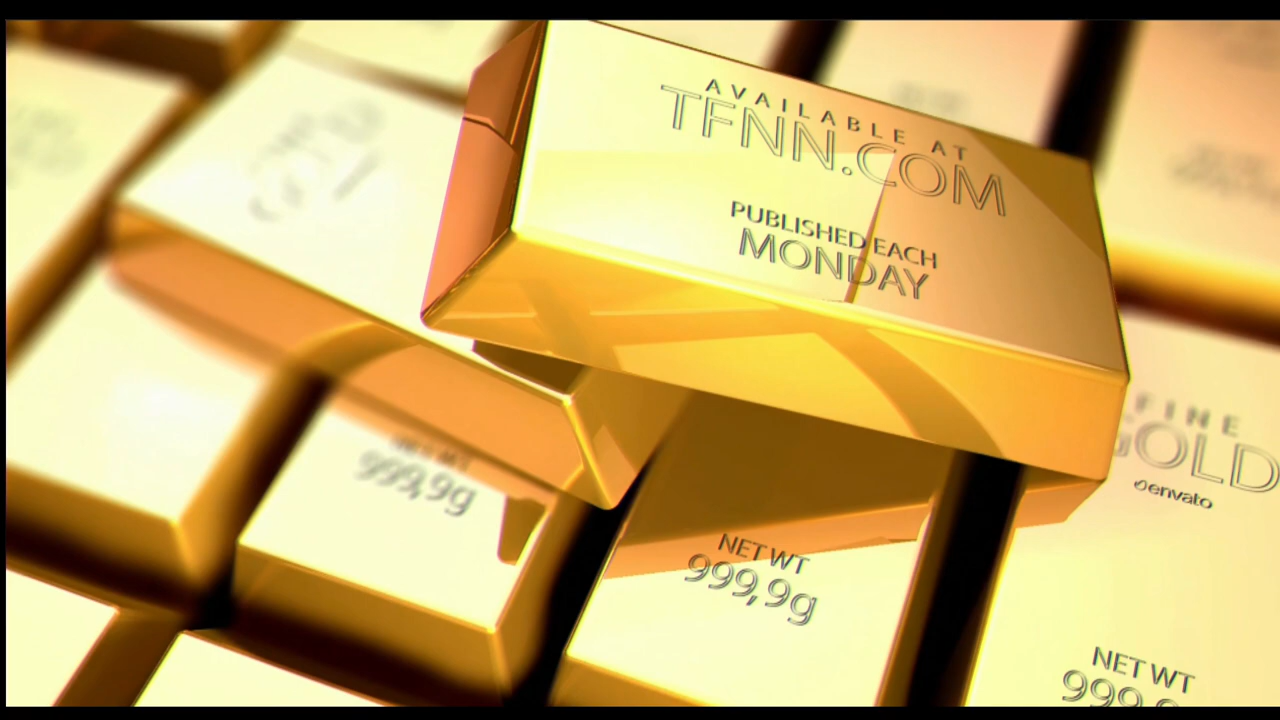 AVAILABLE AT
TFNN.COM
PUBLISHED EACH
MONDAY
FINE
GOLD
envato
NET WT
999,9g
NET WT
999,9g
NET WT